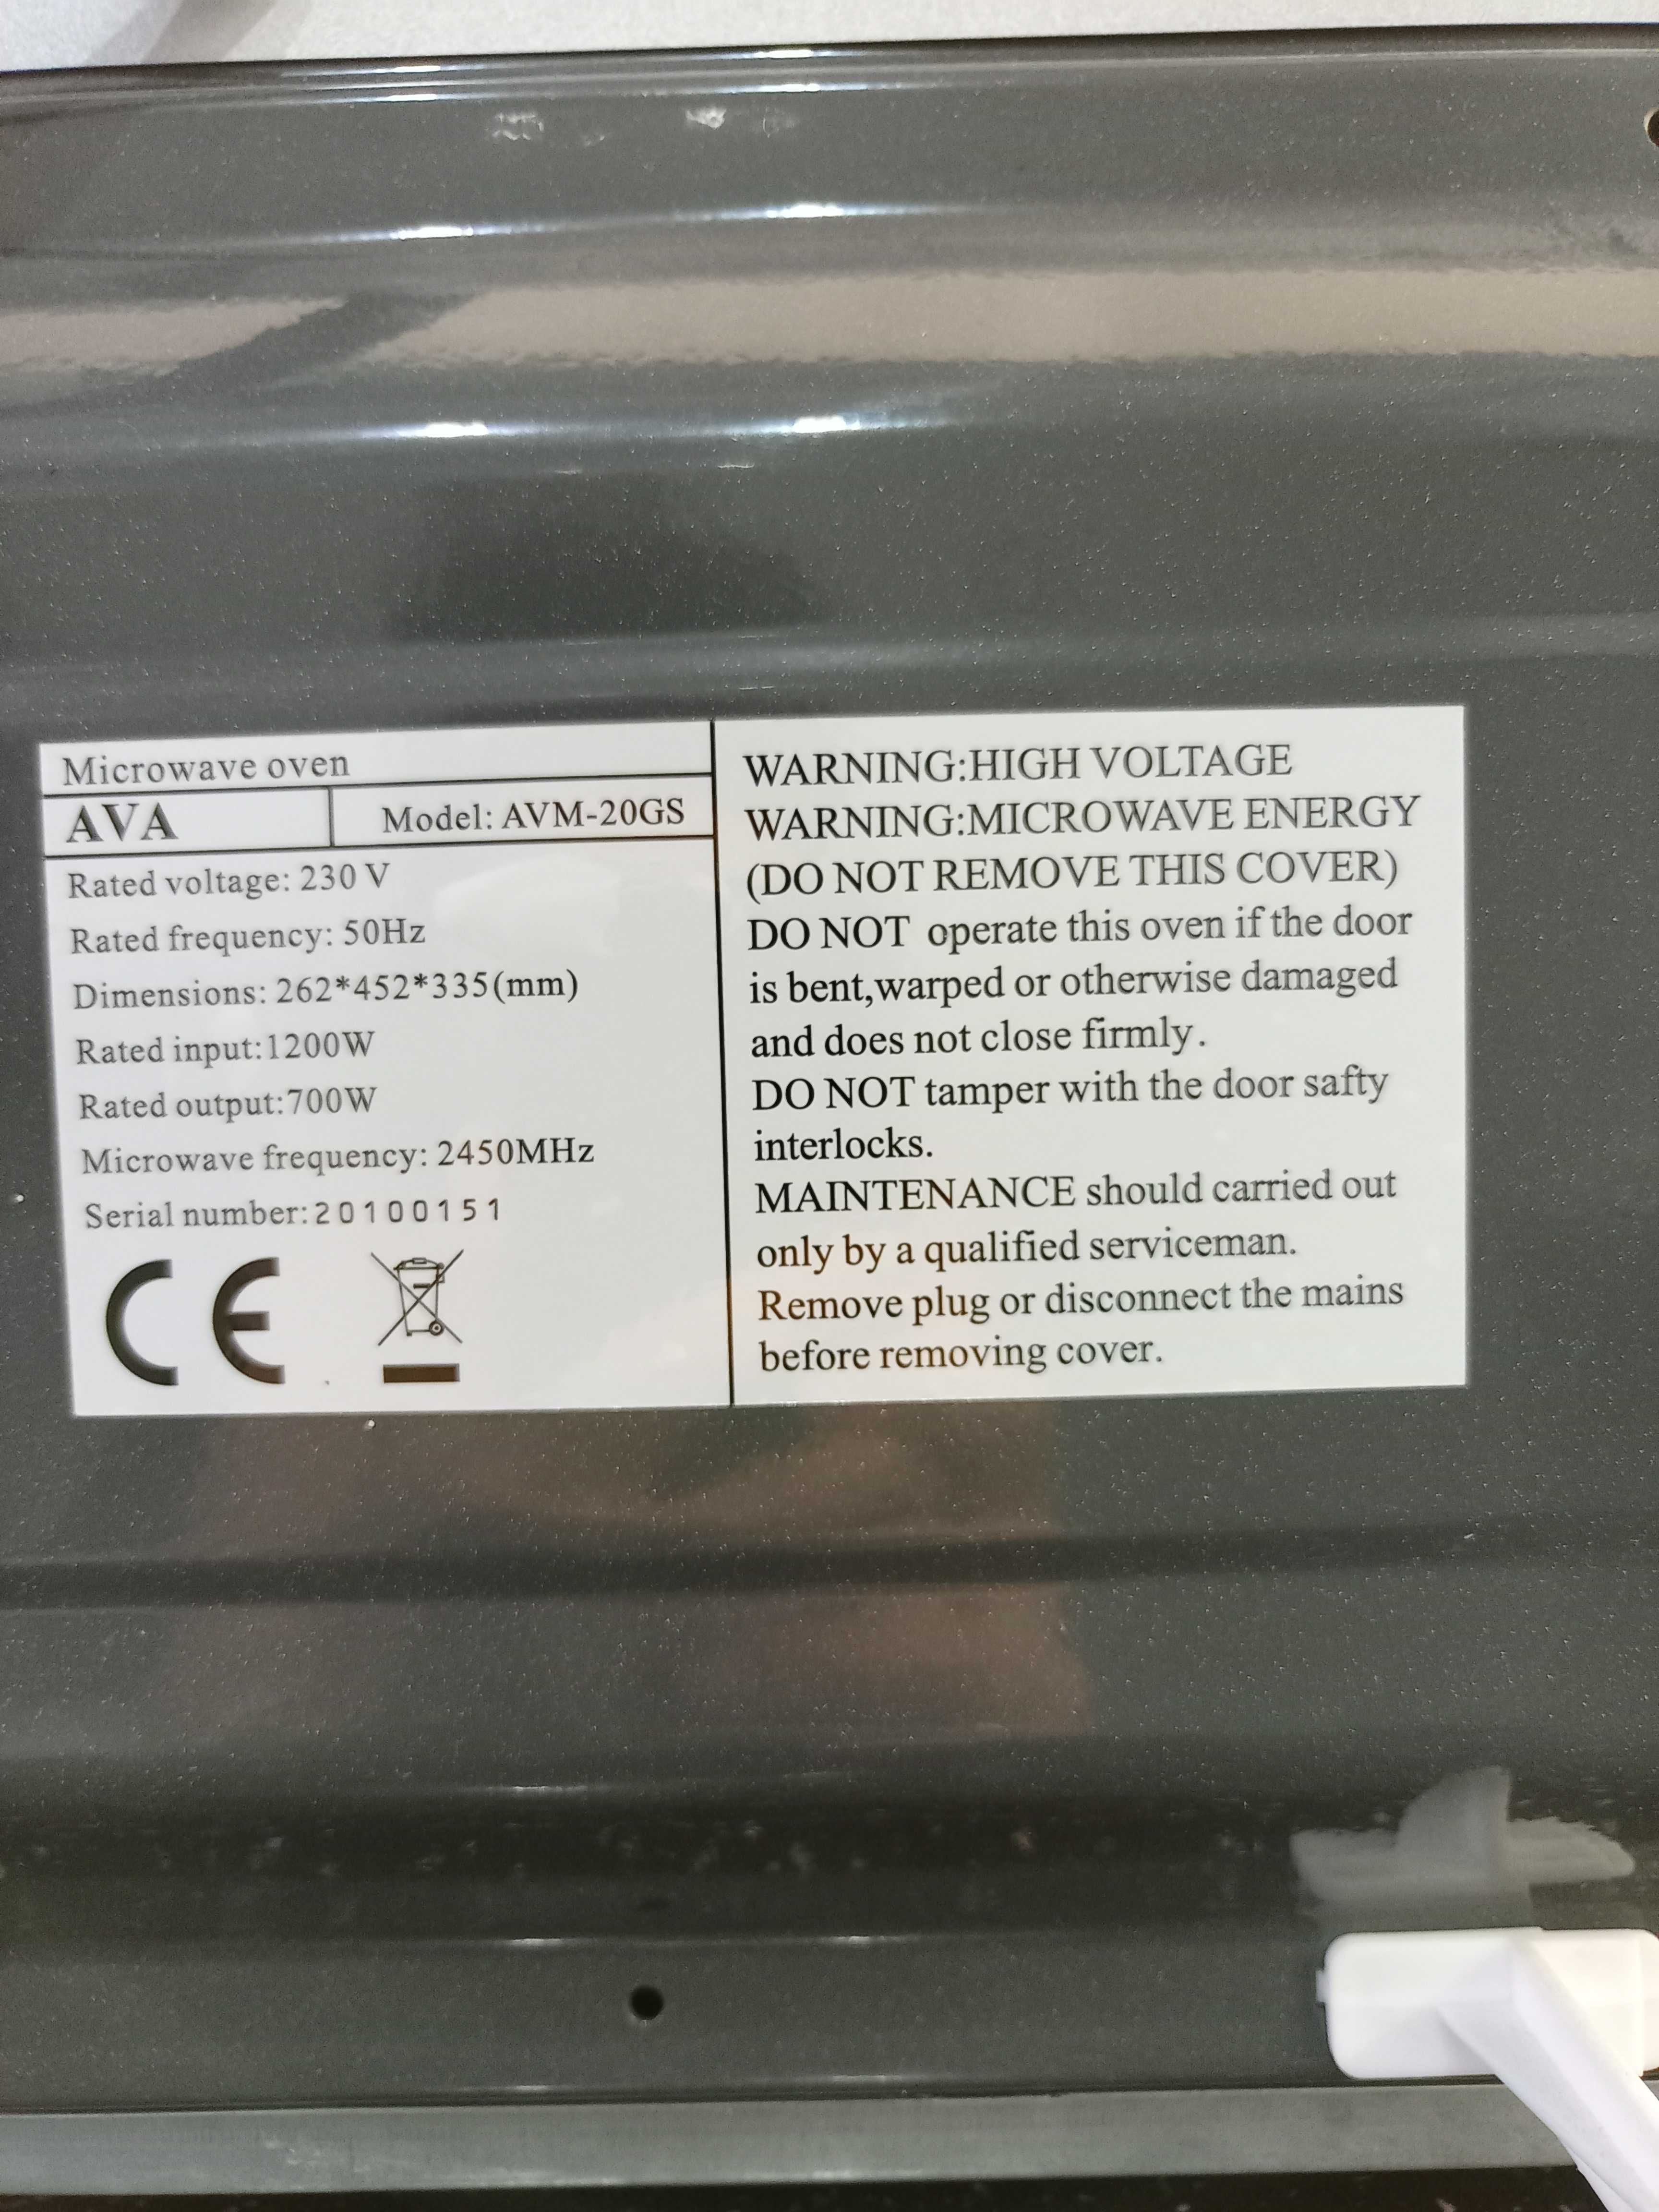 Microwave oven
AVA
Model: AVM-20GS
Rated voltage: 230 V
Rated frequency: 50Hz
Dimensions: 262*452*335(mm)
Rated input:1200W
Rated output:700W
Microwave frequency: 2450MHz
Serial number:20100151
CE
WARNING:HIGH VOLTAGE
WARNING:MICROWAVE ENERGY
(DO NOT REMOVE THIS COVER)
DO NOT operate this oven if the door
is bent,warped or otherwise damaged
and does not close firmly.
DO NOT tamper with the door safty
interlocks.
MAINTENANCE should carried out
only by a qualified serviceman.
Remove plug or disconnect the mains
before removing cover.